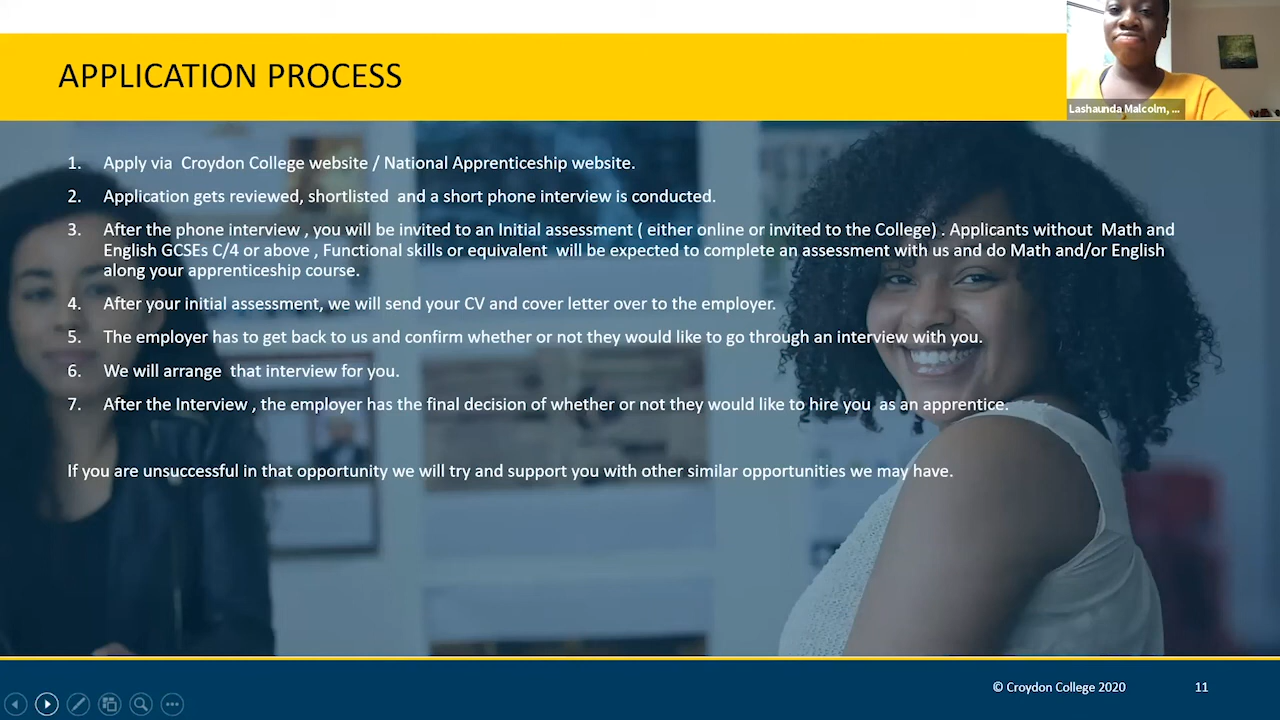 APPLICATION PROCESS
Lashaunda Malcolm, ...
1. Apply via Croydon College website / National Apprenticeship website.
2. Application gets reviewed, shortlisted and a short phone interview is conducted.
3. After the phone interview , you will be invited to an Initial assessment ( either online or invited to the College) . Applicants without Math and
English GCSEs C/4 or above , Functional skills or equivalent will be expected to complete an assessment with us and do Math and/or English
along your apprenticeship course.
4. After your initial assessment, we will send your CV and cover letter over to the employer.
5. The employer has to get back to us and confirm whether or not they would like to go through an interview with you.
6. We will arrange that interview for you.
7. After the Interview , the employer has the final decision of whether or not they would like to hire you as an apprentice.
If you are unsuccessful in that opportunity we will try and support you with other similar opportunities we may have.
© Croydon College 2020
11